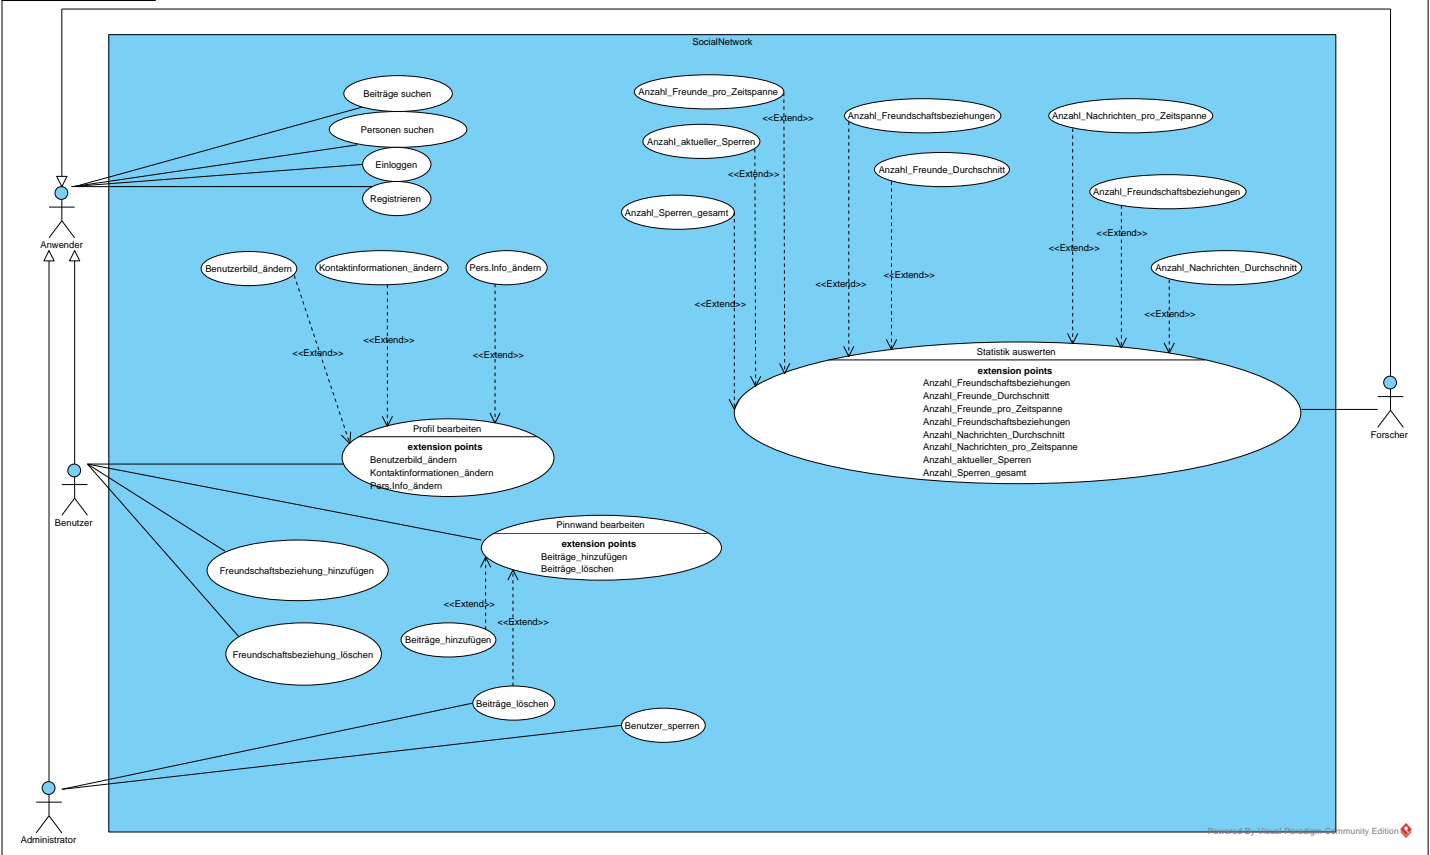 SocialNetwork
Beiträge suchen
Personen suchen
Einloggen
Registrieren
Anwender
Anzahl_Freunde_pro_Zeitspanne
<<Extend>>
Anzahl_aktueller_Sperren
<<Extend>>
Anzahl_Sperren_gesamt
<<Extend>>
Anzahl_Freundschaftsbeziehungen
<<Extend>>
Anzahl_Freunde_Durchschnitt
<<Extend>>
Anzahl_Nachrichten_pro_Zeitspanne
<<Extend>>
Anzahl_Freundschaftsbeziehungen
<<Extend>>
Anzahl_Nachrichten_Durchschnitt
<<Extend>>
Benutzerbild_ändern
Kontaktinformationen_ändern
Pers.Info_ändern
<<Extend>>
<<Extend>>
<<Extend>>
Statistik auswerten
extension points
Anzahl_Freundschaftsbeziehungen
Anzahl_Freunde_Durchschnitt
Anzahl_Freunde_pro_Zeitspanne
Anzahl_Freundschaftsbeziehungen
Anzahl_Nachrichten_Durchschnitt
Anzahl_Nachrichten_pro_Zeitspanne
Anzahl_aktueller_Sperren
Anzahl_Sperren_gesamt
Forscher
Profil bearbeiten
extension points
Benutzerbild_ändern
Kontaktinformationen_ändern
Pers.Info_ändern
Benutzer
Pinnwand bearbeiten
extension points
Beiträge_hinzufügen
Beiträge_löschen
Freundschaftsbeziehung_hinzufügen
<<Extend>>
<<Extend>>
Beiträge_hinzufügen
Freundschaftsbeziehung_löschen
Beiträge_löschen
Benutzer_sperren
Administrator
Powered By Visual Paradigm Community Edition